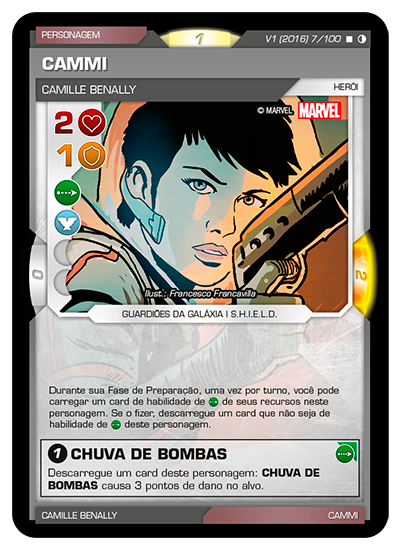 PERSONAGEM
1
V1 (2016) 7/100
CAMMI
CAMILLE BENALLY
HERÓI
© MARVEL MARVEL
2
1
0
2
Ilust.: Francesco Francavilla
GUARDIÕES DA GALÁXIA | S.H.I.E.L.D.
Durante sua Fase de Preparação, uma vez por turno, você pode
carregar um card de habilidade de de seus recursos neste
personagem. Se o fizer, descarregue um card que não seja de
habilidade de deste personagem.
1 CHUVA DE BOMBAS
Descarregue um card deste personagem: CHUVA DE
BOMBAS causa 3 pontos de dano no alvo.
CAMILLE BENALLY
CAMMI